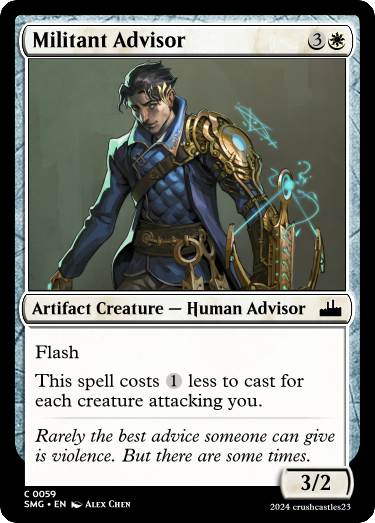 Militant Advisor 3
Artifact Creature — Human Advisor
Flash
This spell costs 1 less to cast for
each creature attacking you.
Rarely the best advice someone can give
is violence. But there are some times.
3/2
C 0059
SMG • EN Alex Chen
2024 crushcastles23